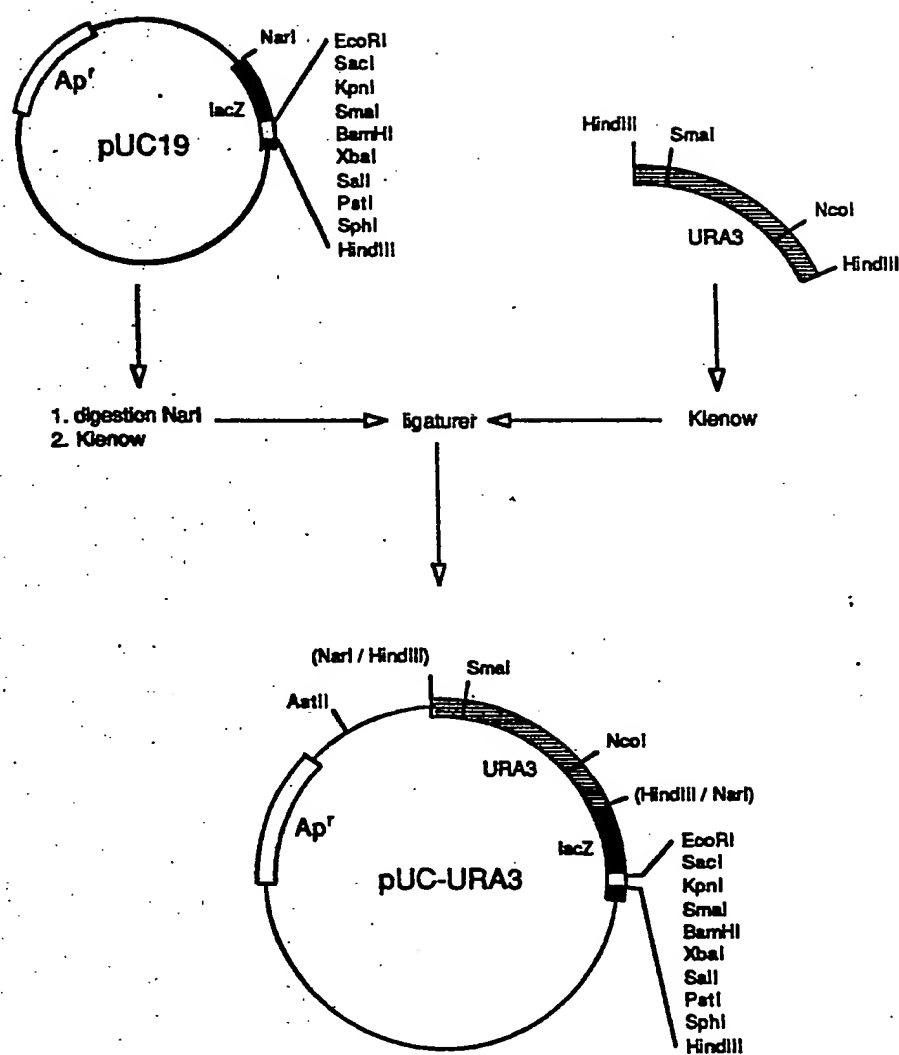 NarI
EcoRI
SacI
KpnI
SmaI
BamHI
XbaI
SalI
PstI
SphI
HindIII
Apr
lacZ
pUC19
HindIII
SmaI
NcoI
URA3
HindIII
1. digestion NarI
2. Klenow
ligaturer
Klenow
(NarI / HindIII)
SmaI
AatII
NcoI
URA3
(HindIII / NarI)
Apr
lacZ
pUC-URA3
EcoRI
SacI
KpnI
SmaI
BamHI
XbaI
SalI
PstI
SphI
HindIII